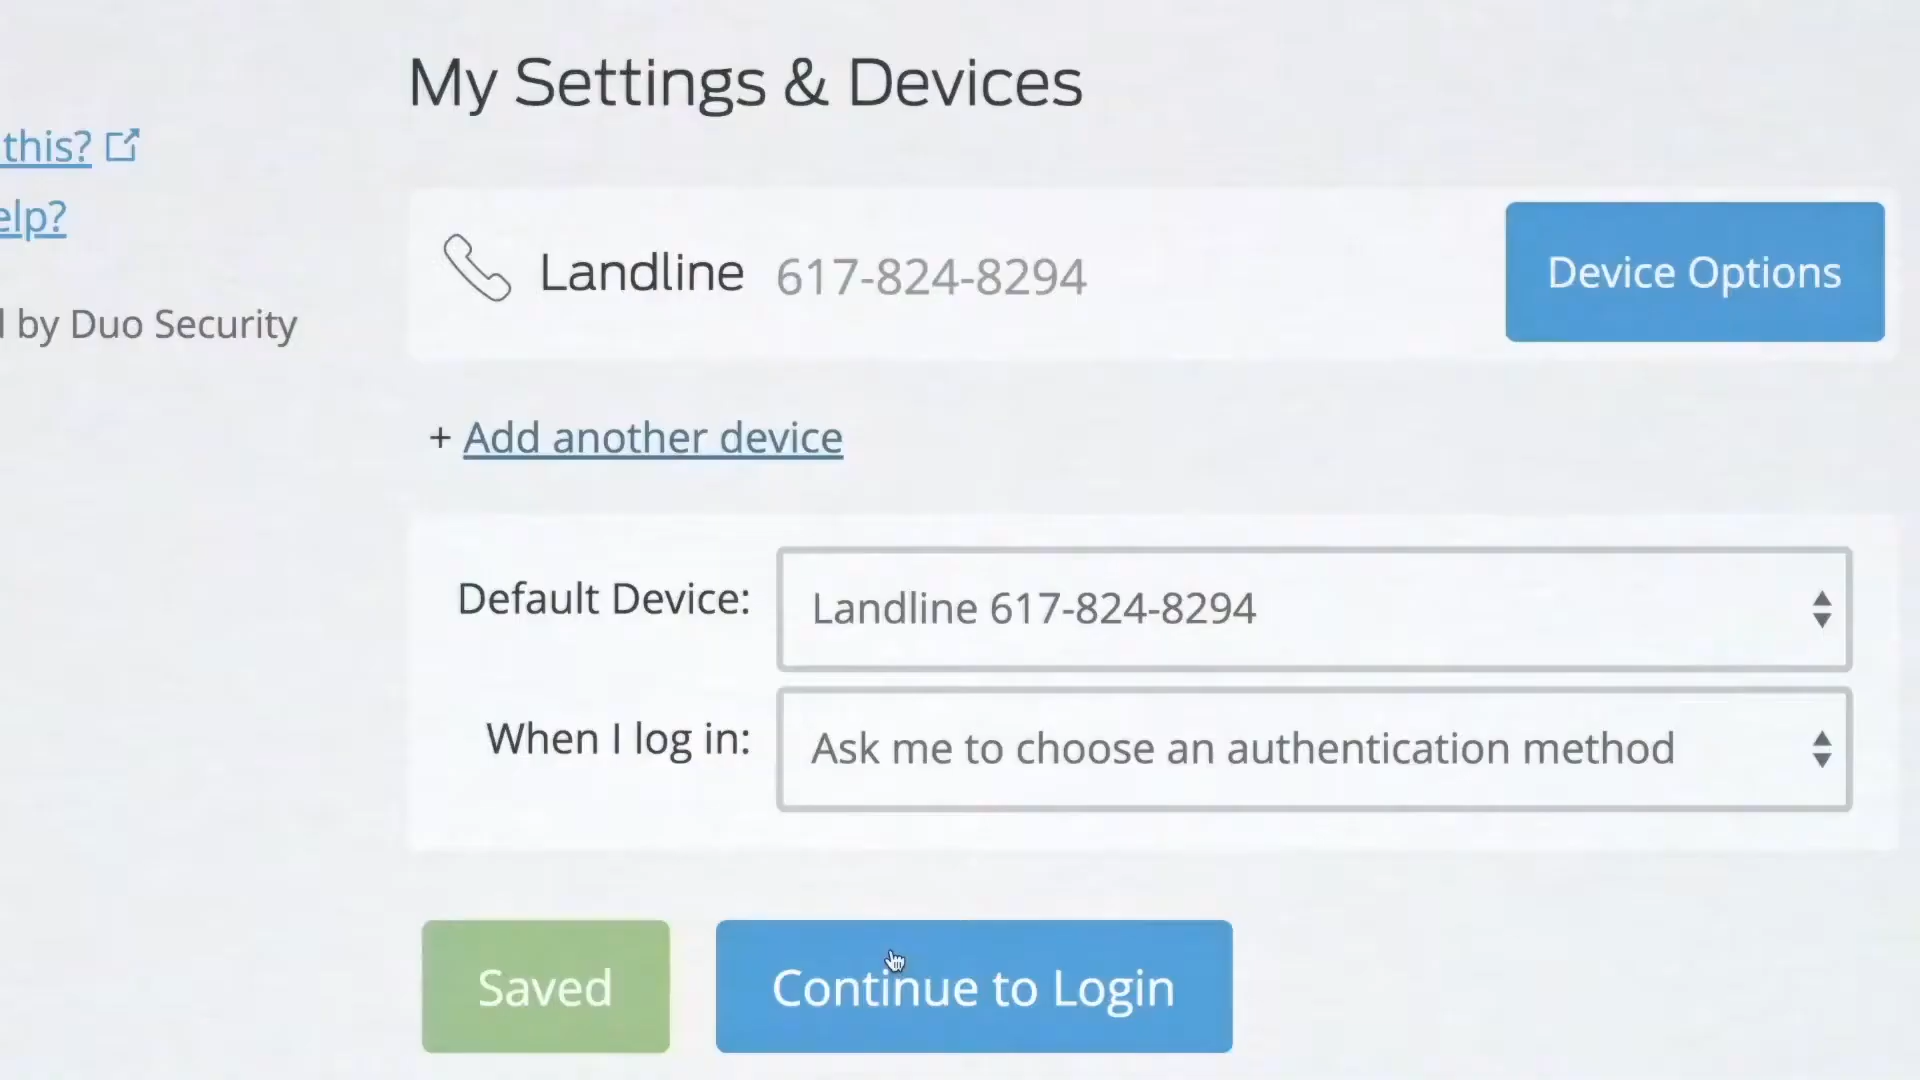 My Settings & Devices
this?
elp?
by Duo Security
Landline 617-824-8294
Device Options
+ Add another device
Default Device: Landline 617-824-8294
When I log in: Ask me to choose an authentication method
Saved
Continue to Login